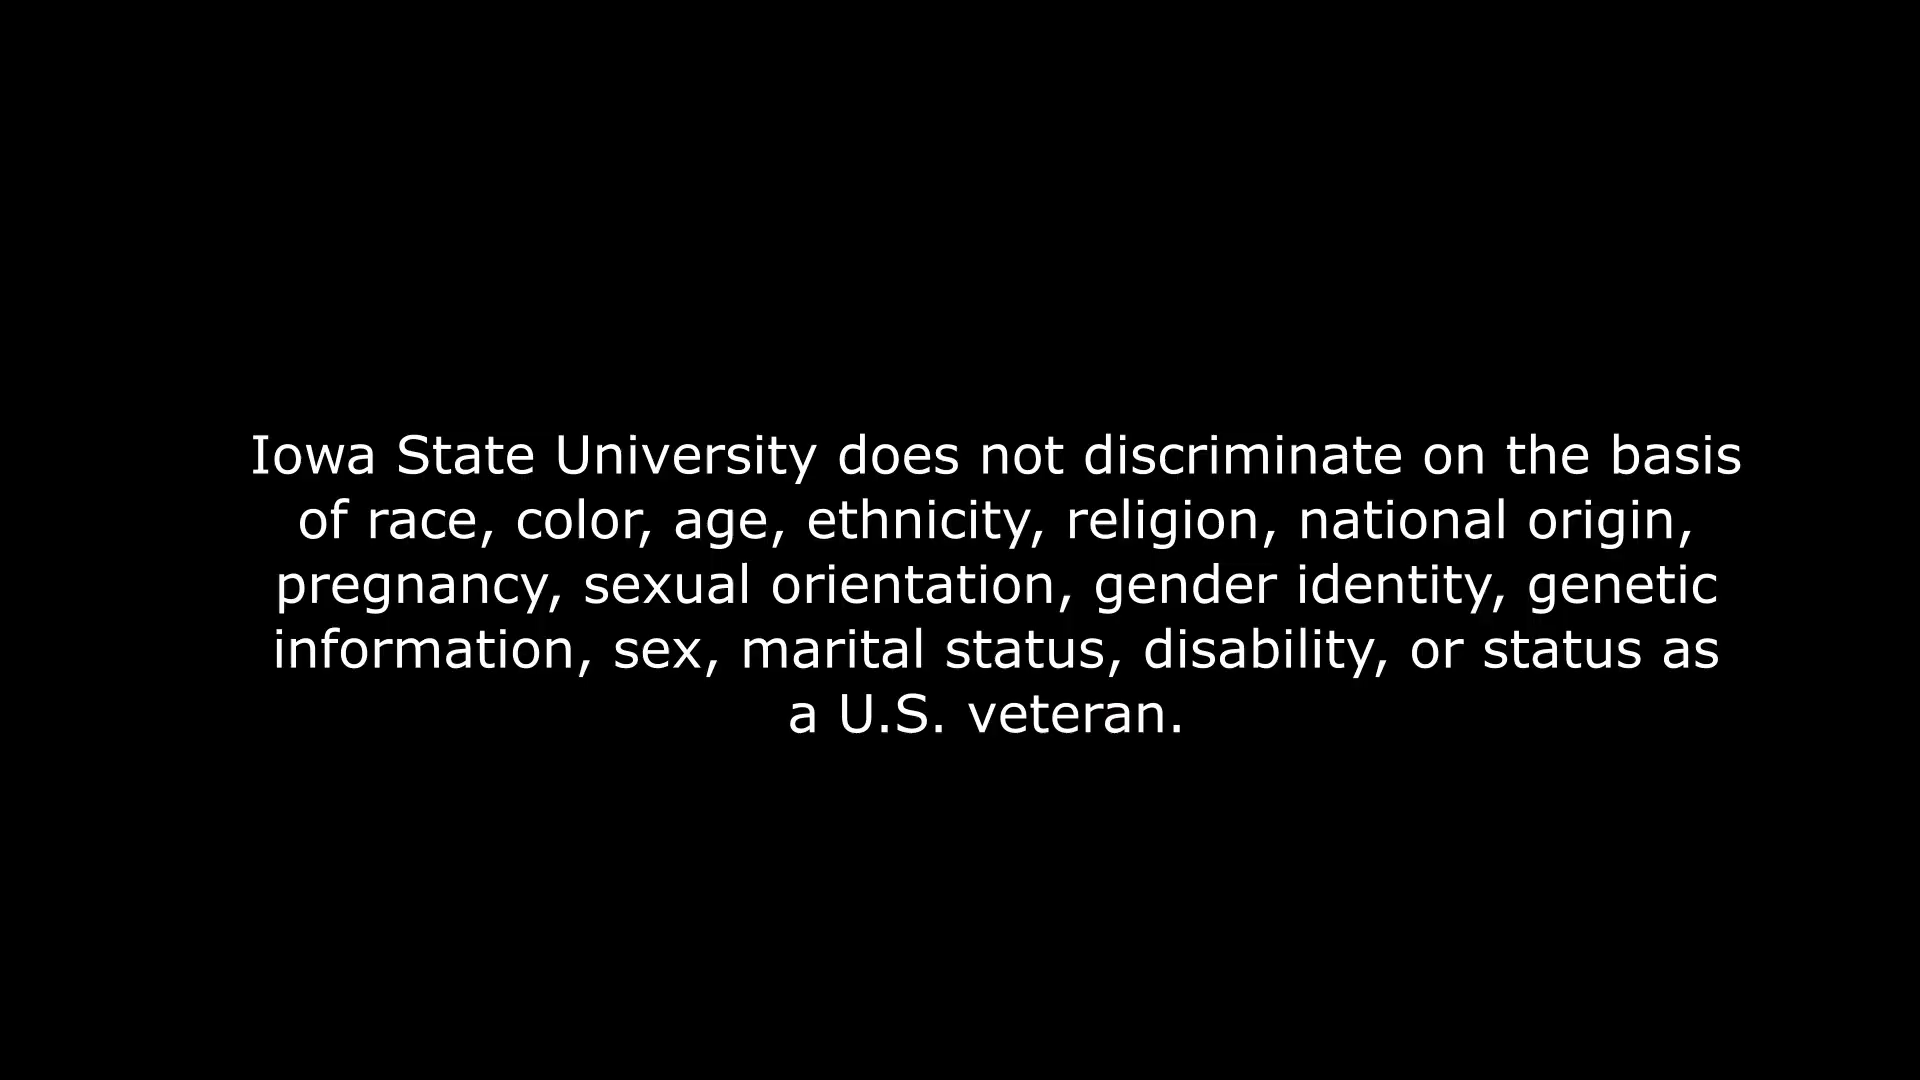 Iowa State University does not discriminate on the basis
of race, color, age, ethnicity, religion, national origin,
pregnancy, sexual orientation, gender identity, genetic
information, sex, marital status, disability, or status as
a U.S. veteran.